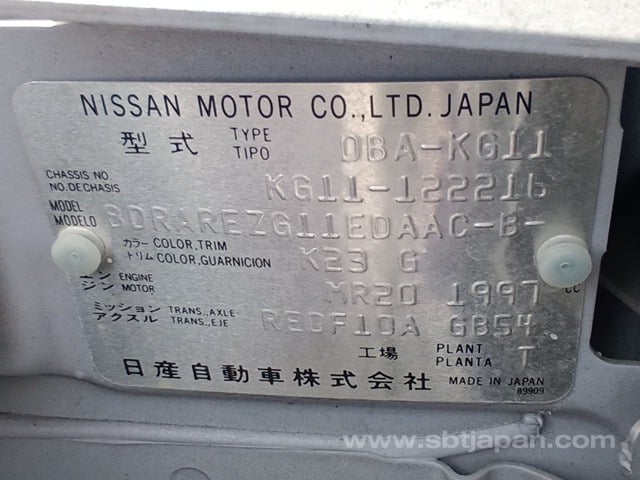 NISSAN MOTOR CO.,LTD. JAPAN
型式 TYPE TIPO DBA-KG11
CHASSIS NO. NO.DE CHASIS KG11-122216
MODEL MODELO BDRAREZG11EDAAC-B-
カラー COLOR,TRIM トリム COLOR,GUARNICION K23 G
エンジン ENGINE MOTOR MR20 1997 CC
ミッション TRANS.,AXLE アクスル TRANS.,EJE RE0F10A GB54
工場 PLANT PLANTA T
日産自動車株式会社 MADE IN JAPAN
89909
www.sbtjapan.com